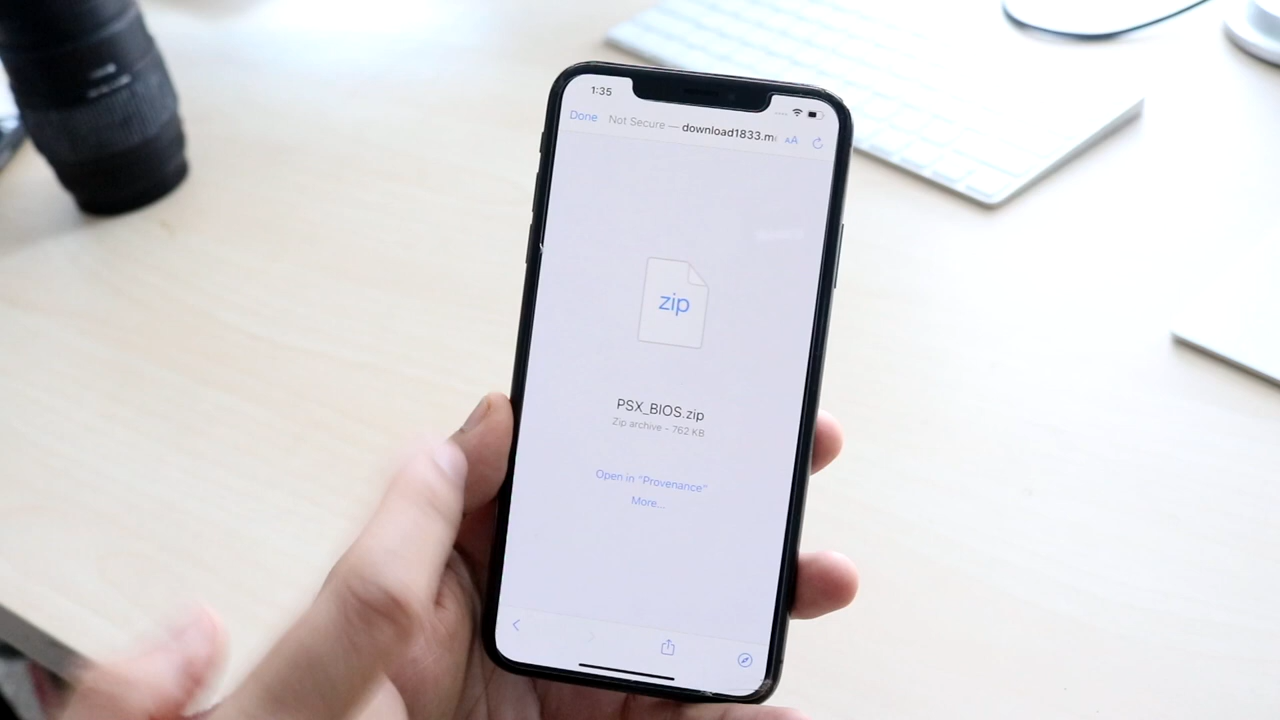 1:35
Done Not Secure — download1833.m
AA
zip
PSX_BIOS.zip
Zip archive - 762 KB
Open in "Provenance"
More...